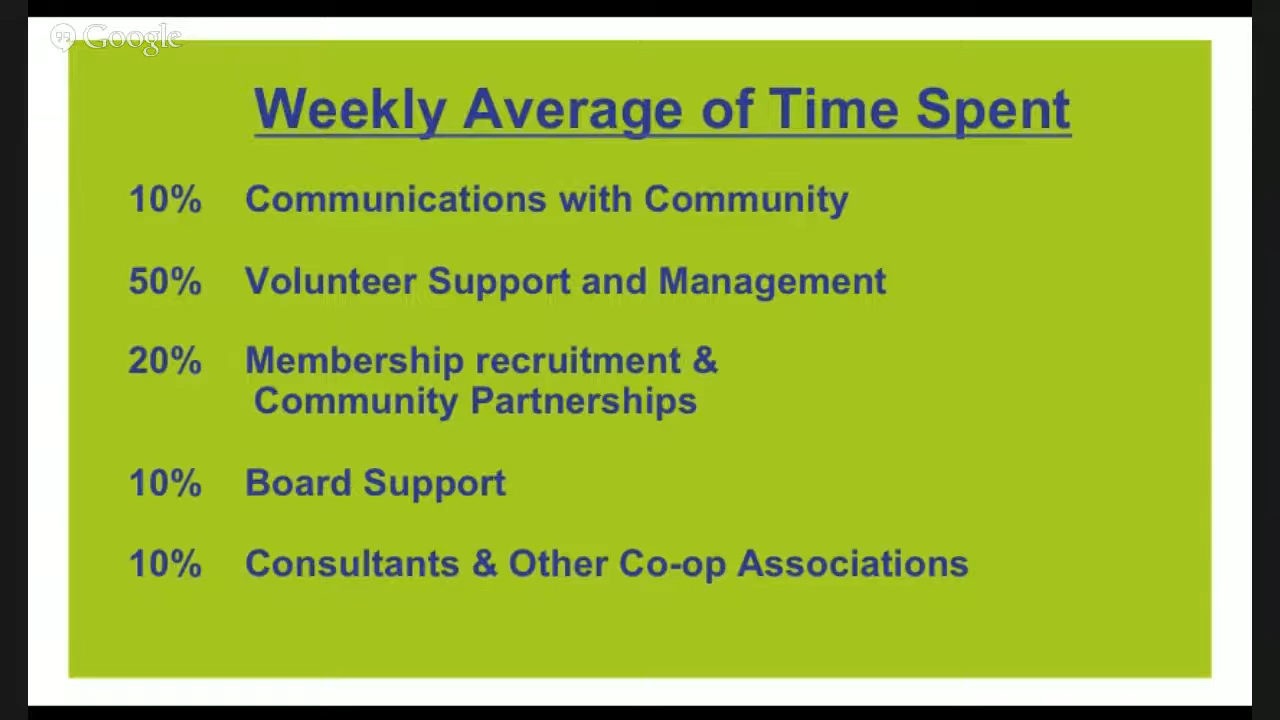 Google
Weekly Average of Time Spent
10% Communications with Community
50% Volunteer Support and Management
20% Membership recruitment &
Community Partnerships
10% Board Support
10% Consultants & Other Co-op Associations